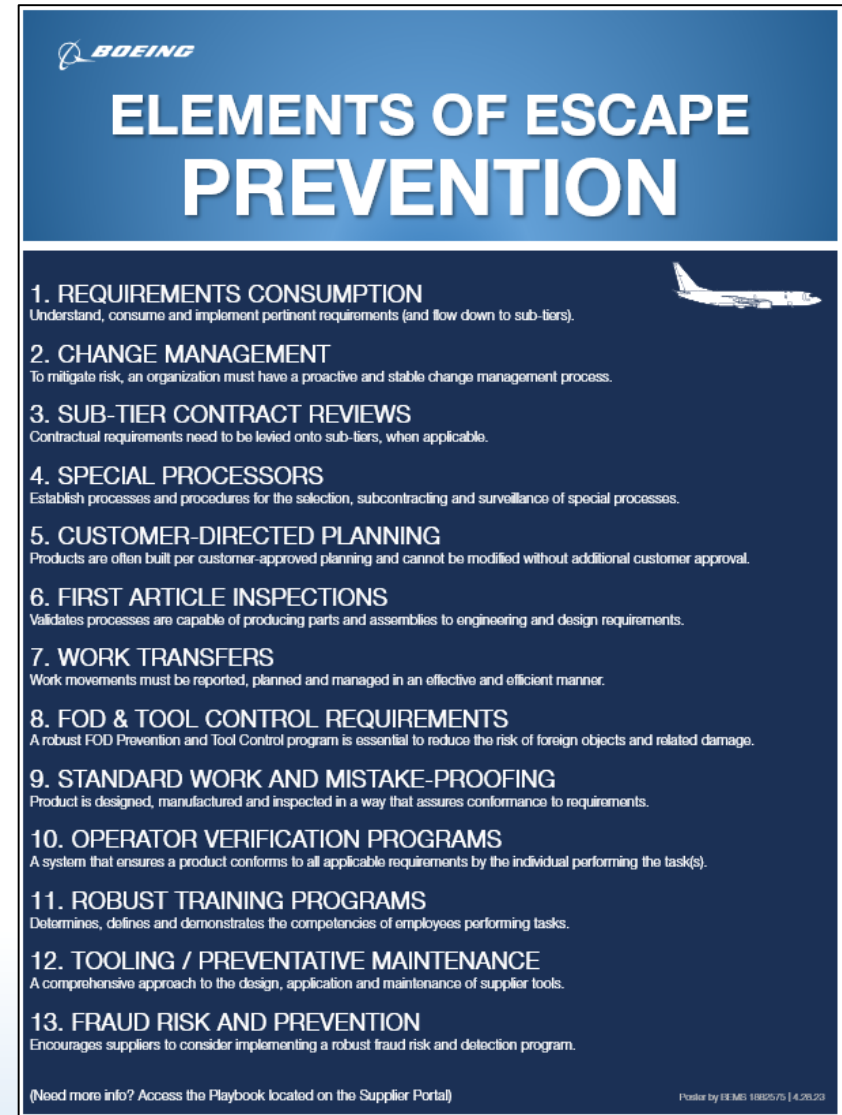 BOEING
ELEMENTS OF ESCAPE
PREVENTION
1. REQUIREMENTS CONSUMPTION
Understand, consume and implement pertinent requirements (and flow down to sub-tiers).
2. CHANGE MANAGEMENT
To mitigate risk, an organization must have a proactive and stable change management process.
3. SUB-TIER CONTRACT REVIEWS
Contractual requirements need to be levied onto sub-tiers, when applicable.
4. SPECIAL PROCESSORS
Establish processes and procedures for the selection, subcontracting and surveillance of special processes.
5. CUSTOMER-DIRECTED PLANNING
Products are often built per customer-approved planning and cannot be modified without additional customer approval.
6. FIRST ARTICLE INSPECTIONS
Validates processes are capable of producing parts and assemblies to engineering and design requirements.
7. WORK TRANSFERS
Work movements must be reported, planned and managed in an effective and efficient manner.
8. FOD & TOOL CONTROL REQUIREMENTS
A robust FOD Prevention and Tool Control program is essential to reduce the risk of foreign objects and related damage.
9. STANDARD WORK AND MISTAKE-PROOFING
Product is designed, manufactured and inspected in a way that assures conformance to requirements.
10. OPERATOR VERIFICATION PROGRAMS
A system that ensures a product conforms to all applicable requirements by the individual performing the task(s).
11. ROBUST TRAINING PROGRAMS
Determines, defines and demonstrates the competencies of employees performing tasks.
12. TOOLING / PREVENTATIVE MAINTENANCE
A comprehensive approach to the design, application and maintenance of supplier tools.
13. FRAUD RISK AND PREVENTION
Encourages suppliers to consider implementing a robust fraud risk and detection program.
(Need more info? Access the Playbook located on the Supplier Portal)
Poster by BEMS 1882575 | 4.28.23